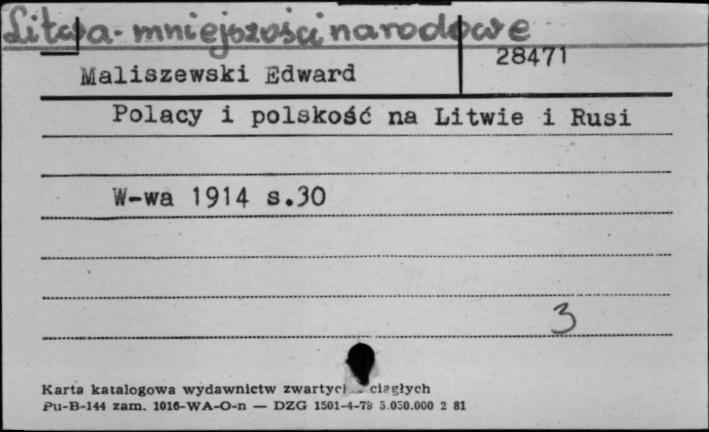 Litwa - mniejszości narodowe
28471
Maliszewski Edward
Polacy i polskość na Litwie i Rusi
W-wa 1914 s.30
3
Karta katalogowa wydawnictw zwartych ciągłych
Pu-B-144 zam. 1016-WA-O-n — DZG 1501-4-79 5.050.000 2 81